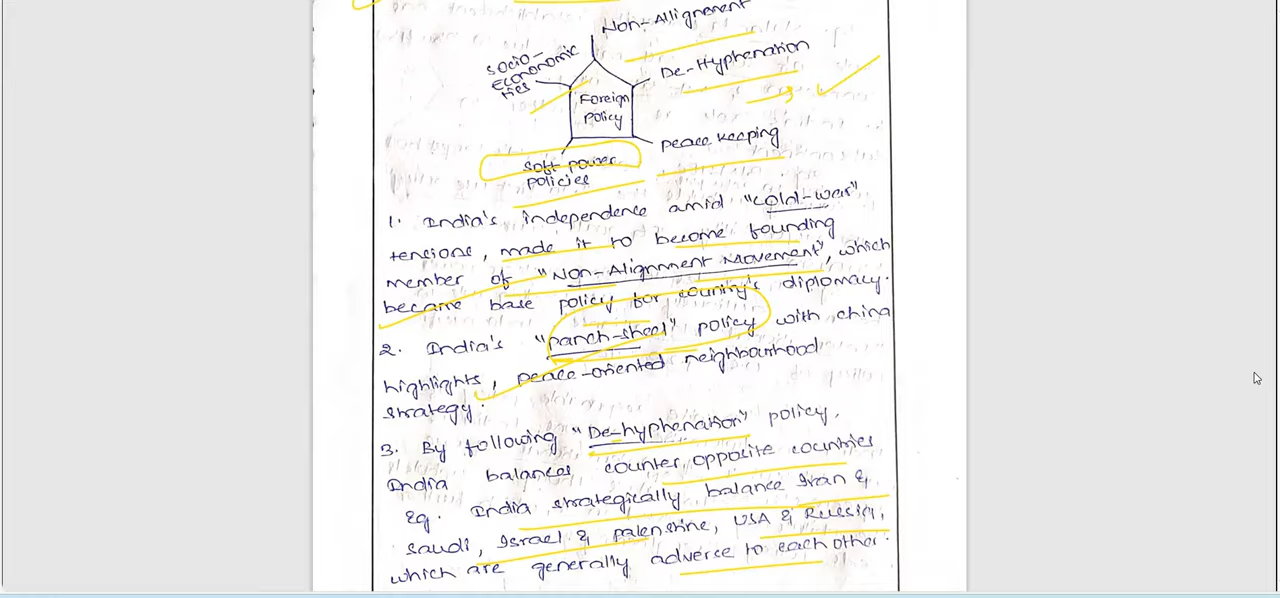 Non-Allignement
Socio-
Economic
Ties
De-Hyphenation
Foreign
Policy
peace keeping
soft power
policies
1. India's independence amid "cold-war"
tensions, made it to become founding
member of "Non-Alignment Movement", which
became base policy for country's diplomacy.
2. India's "panch-sheel" policy with china
highlights, peace-oriented neighbourhood
strategy.
3. By following "De-hyphenation" policy,
India balances counter, opposite countries
Eg. India strategically balance Iran &
saudi, Israel & palenstine, USA & Russia,
which are generally adverse to each other.